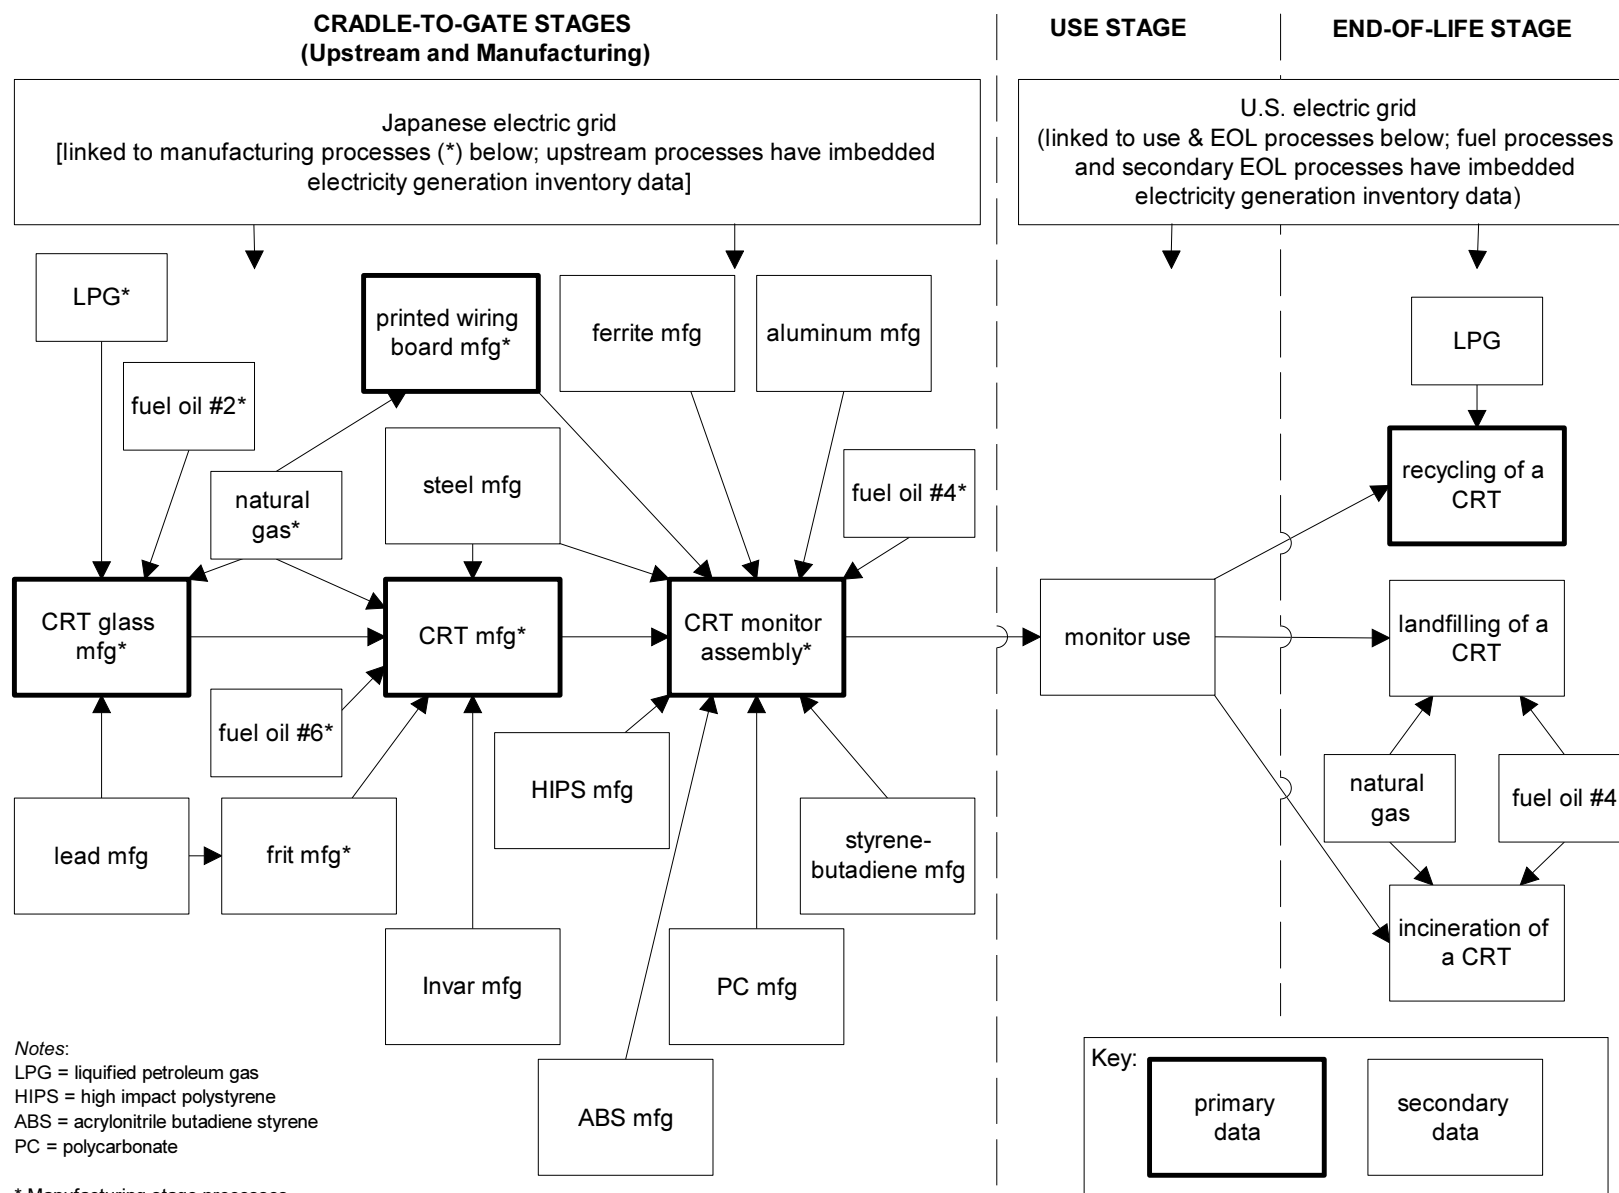 CRADLE-TO-GATE STAGES
(Upstream and Manufacturing)
USE STAGE
END-OF-LIFE STAGE
Japanese electric grid
[linked to manufacturing processes (*) below; upstream processes have imbedded
electricity generation inventory data]
U.S. electric grid
(linked to use & EOL processes below; fuel processes
and secondary EOL processes have imbedded
electricity generation inventory data)
LPG*
printed wiring
board mfg*
ferrite mfg
aluminum mfg
LPG
fuel oil #2*
natural
gas*
steel mfg
fuel oil #4*
recycling of a
CRT
CRT glass
mfg*
CRT mfg*
CRT monitor
assembly*
monitor use
landfilling of a
CRT
fuel oil #6*
HIPS mfg
natural
gas
fuel oil #4
lead mfg
frit mfg*
styrene-
butadiene mfg
incineration of
a CRT
Invar mfg
PC mfg
ABS mfg
Notes:
LPG = liquified petroleum gas
HIPS = high impact polystyrene
ABS = acrylonitrile butadiene styrene
PC = polycarbonate
* Manufacturing stage processes
Key:
primary
data
secondary
data